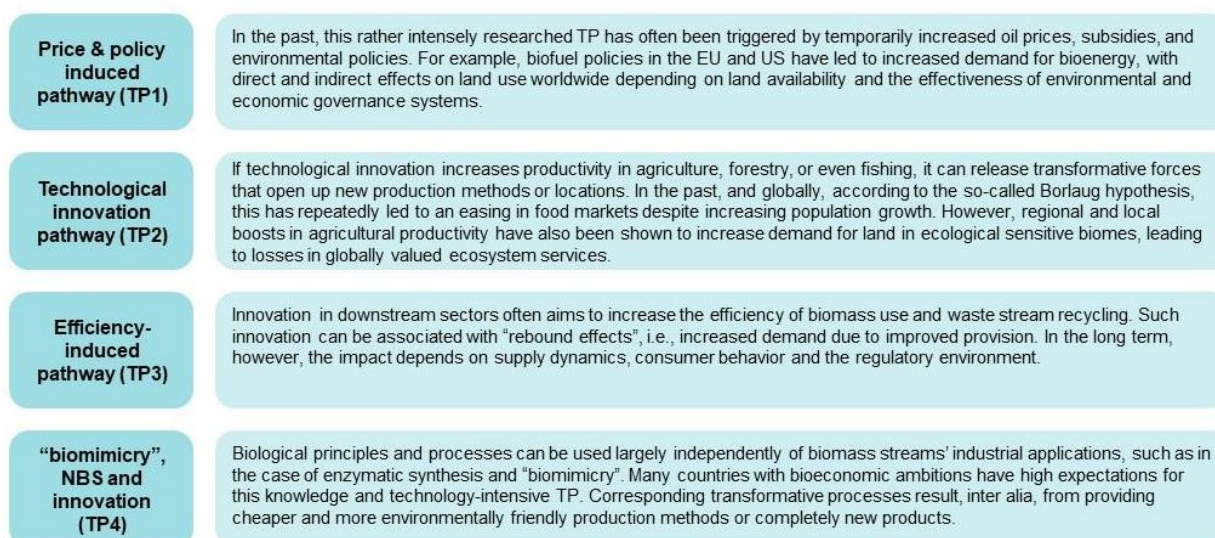 Price & policy
induced
pathway (TP1)
In the past, this rather intensely researched TP has often been triggered by temporarily increased oil prices, subsidies, and
environmental policies. For example, biofuel policies in the EU and US have led to increased demand for bioenergy, with
direct and indirect effects on land use worldwide depending on land availability and the effectiveness of environmental and
economic governance systems.
Technological
innovation
pathway (TP2)
If technological innovation increases productivity in agriculture, forestry, or even fishing, it can release transformative forces
that open up new production methods or locations. In the past, and globally, according to the so-called Borlaug hypothesis,
this has repeatedly led to an easing in food markets despite increasing population growth. However, regional and local
boosts in agricultural productivity have also been shown to increase demand for land in ecological sensitive biomes, leading
to losses in globally valued ecosystem services.
Efficiency-
induced
pathway (TP3)
Innovation in downstream sectors often aims to increase the efficiency of biomass use and waste stream recycling. Such
innovation can be associated with “rebound effects”, i.e., increased demand due to improved provision. In the long term,
however, the impact depends on supply dynamics, consumer behavior and the regulatory environment.
“biomimicry”,
NBS and
innovation
(TP4)
Biological principles and processes can be used largely independently of biomass streams’ industrial applications, such as in
the case of enzymatic synthesis and “biomimicry”. Many countries with bioeconomic ambitions have high expectations for
this knowledge and technology-intensive TP. Corresponding transformative processes result, inter alia, from providing
cheaper and more environmentally friendly production methods or completely new products.